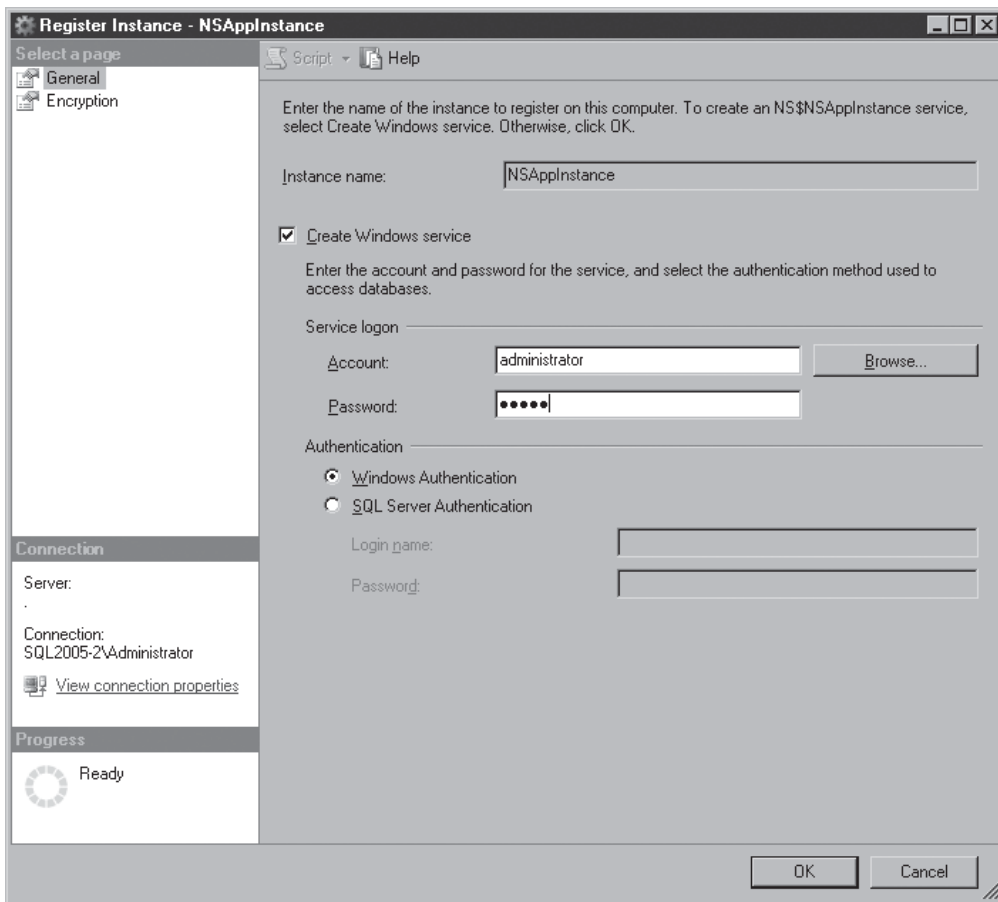 Register Instance - NSAppInstance
Select a page
General
Encryption
Script
Help
Enter the name of the instance to register on this computer. To create an NS$NSAppInstance service,
select Create Windows service. Otherwise, click OK.
Instance name:
NSAppInstance
Create Windows service
Enter the account and password for the service, and select the authentication method used to
access databases.
Service logon
Account:
administrator
Browse...
Password:
•••••
Authentication
Windows Authentication
SQL Server Authentication
Login name:
Password:
Connection
Server:
.
Connection:
SQL2005-2\Administrator
View connection properties
Progress
Ready
OK
Cancel